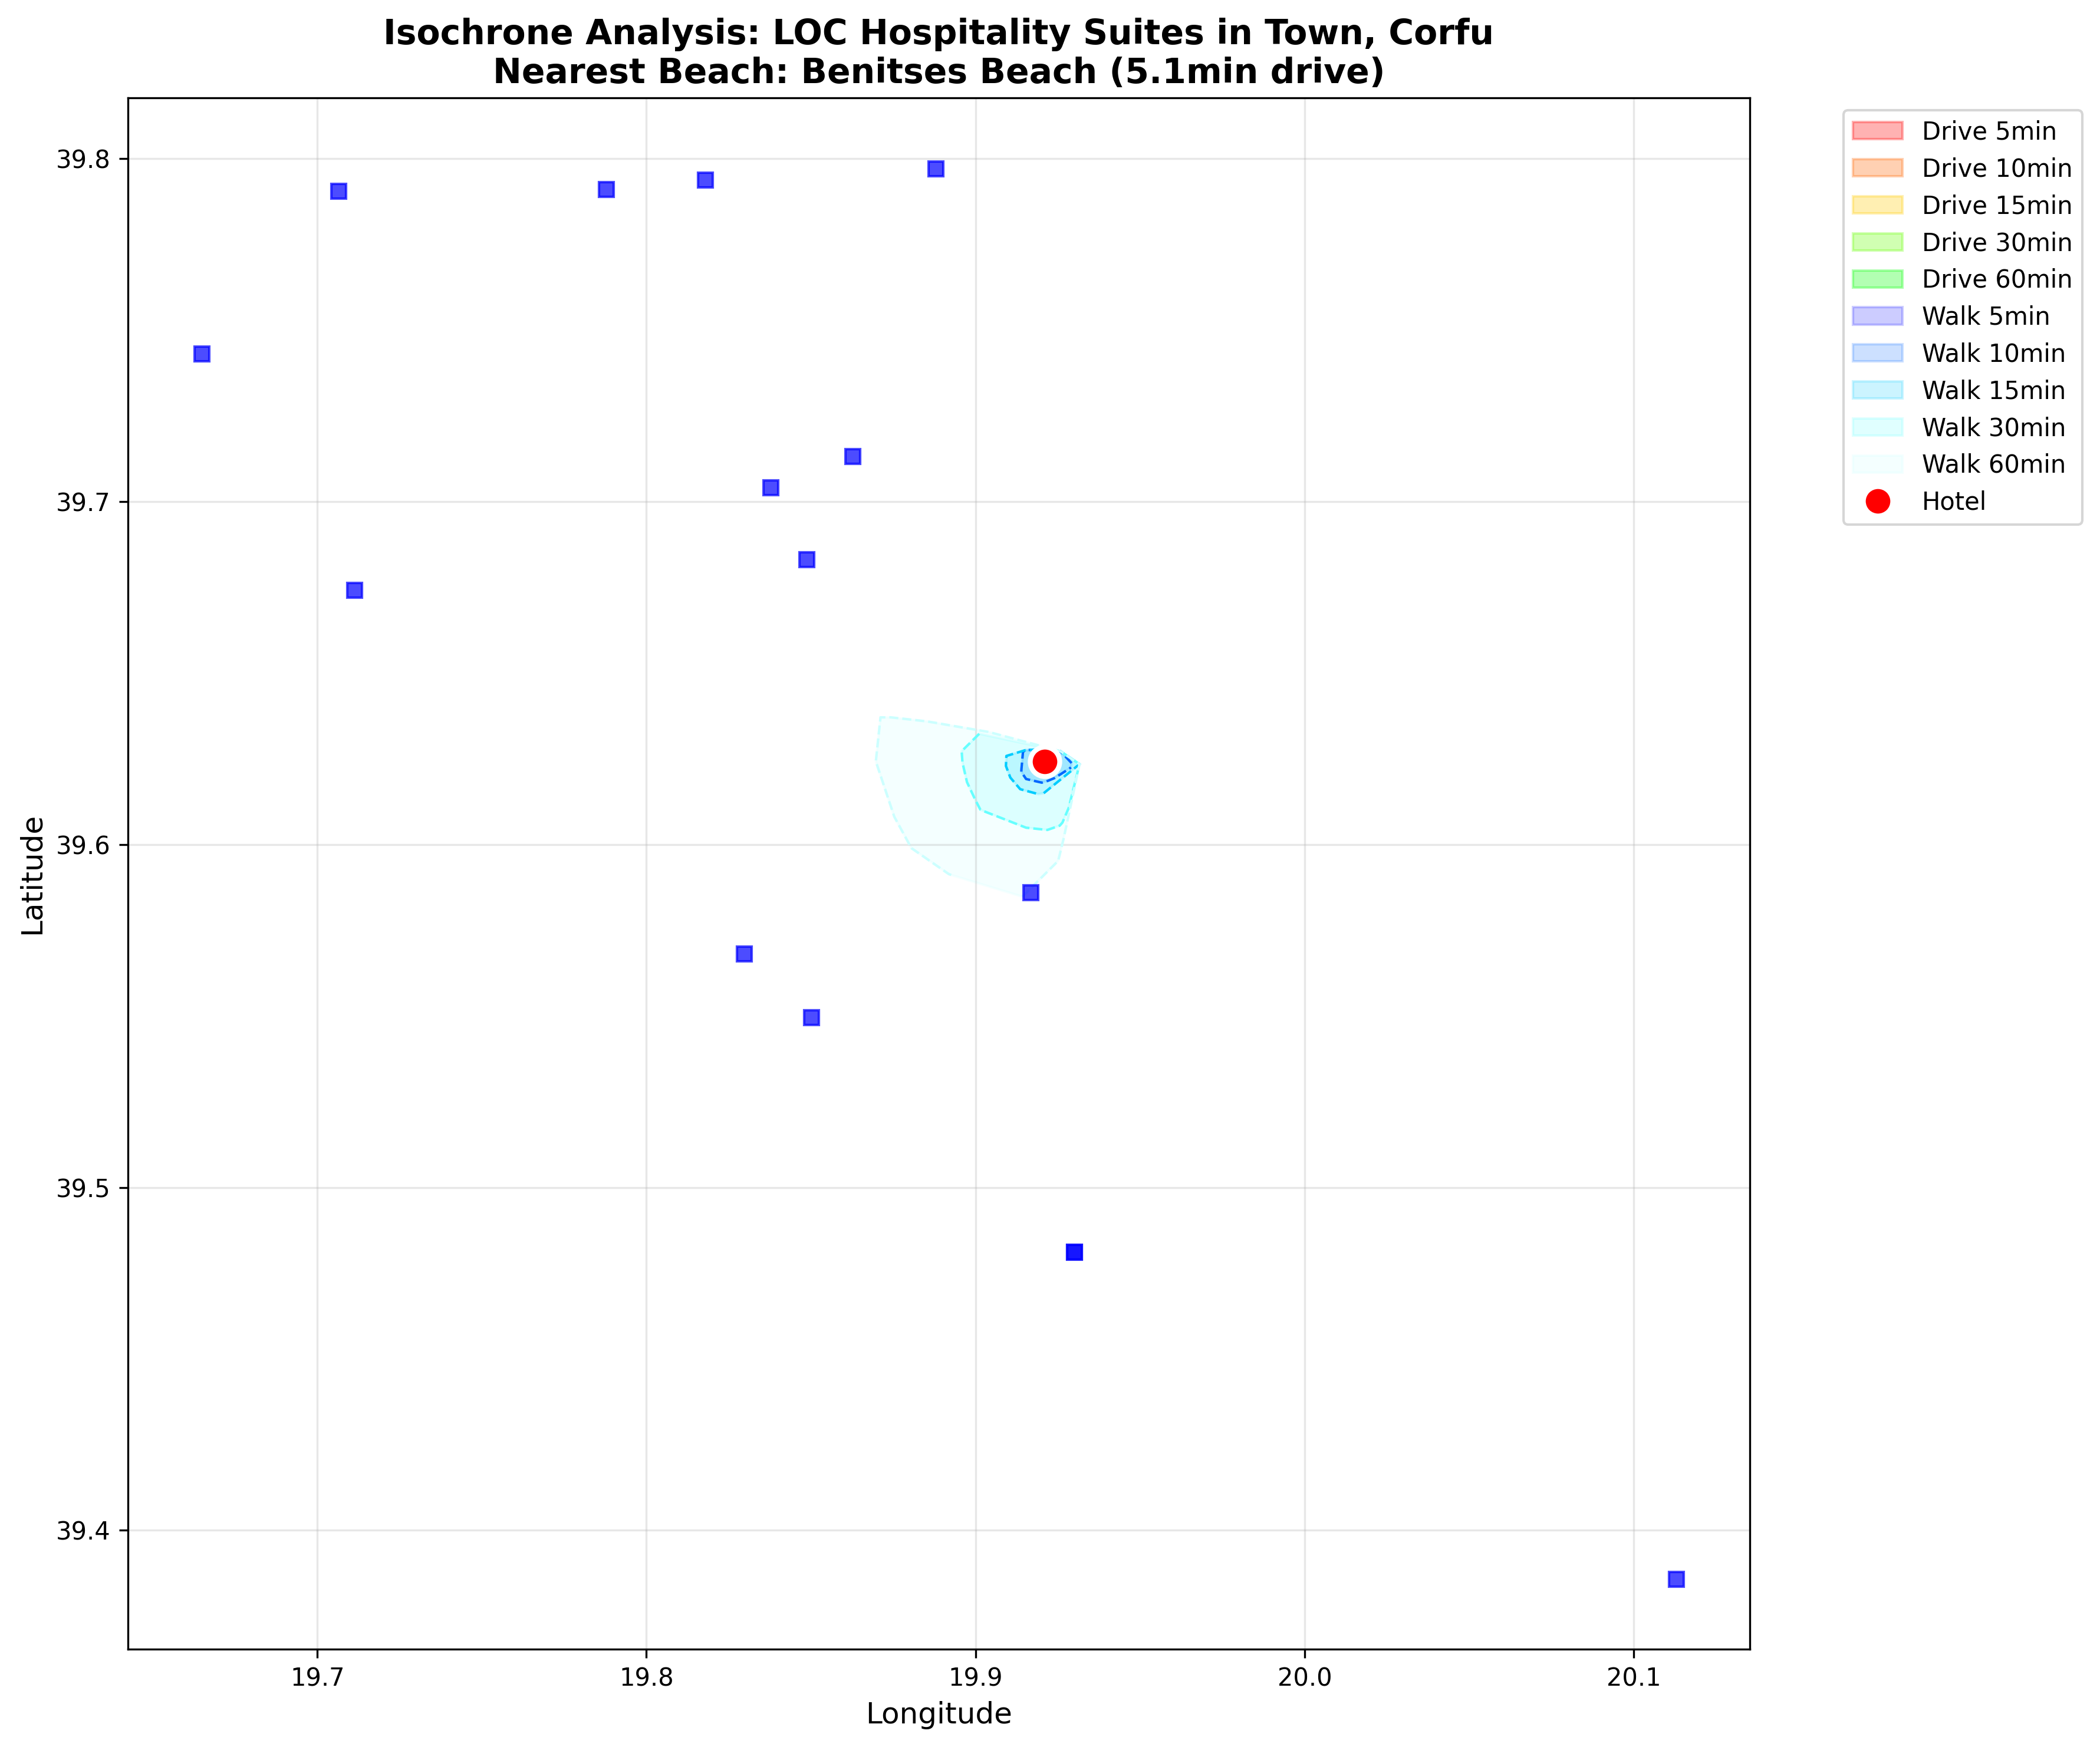 Isochrone Analysis: LOC Hospitality Suites in Town, Corfu
Nearest Beach: Benitses Beach (5.1min drive)
Drive 5min
Drive 10min
Drive 15min
Drive 30min
Drive 60min
Walk 5min
Walk 10min
Walk 15min
Walk 30min
Walk 60min
Hotel
Latitude
39.8
39.7
39.6
39.5
39.4
19.7
19.8
19.9
20.0
20.1
Longitude